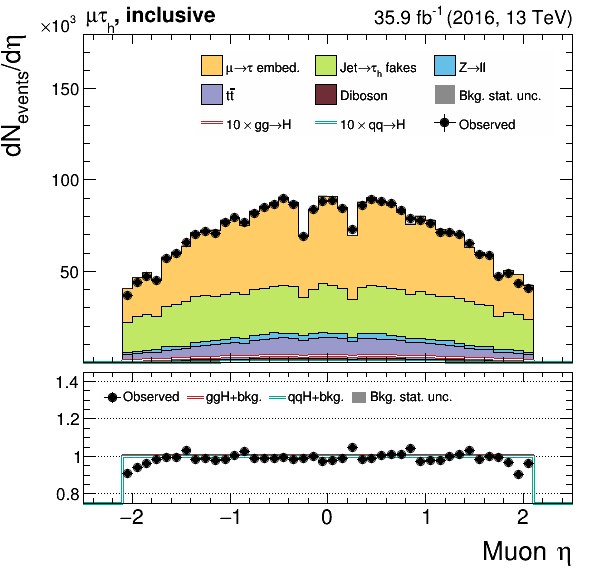 ×10³ μτₕ, inclusive 35.9 fb⁻¹ (2016, 13 TeV)
dN_events/dη
150
100
50
μ→τ embed. Jet→τₕ fakes Z→ll
tt̅ Diboson Bkg. stat. unc.
10 × gg→H 10 × qq→H Observed
1.4
1.2
1
0.8
Observed ggH+bkg. qqH+bkg. Bkg. stat. unc.
−2 −1 0 1 2
Muon η